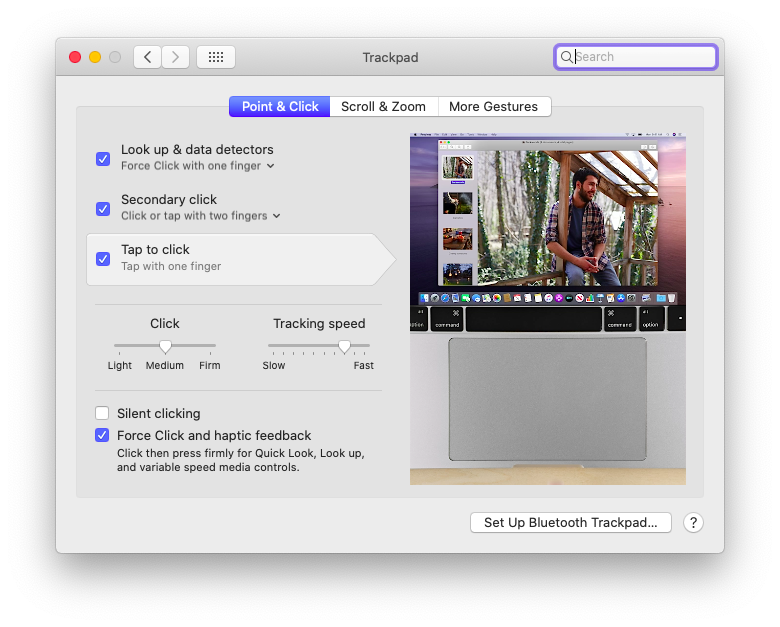 Trackpad
Search
Point & Click
Scroll & Zoom
More Gestures
Look up & data detectors
Force Click with one finger
Secondary click
Click or tap with two fingers
Tap to click
Tap with one finger
Click
Light
Medium
Firm
Tracking speed
Slow
Fast
Silent clicking
Force Click and haptic feedback
Click then press firmly for Quick Look, Look up,
and variable speed media controls.
command
command
option
Set Up Bluetooth Trackpad...
?